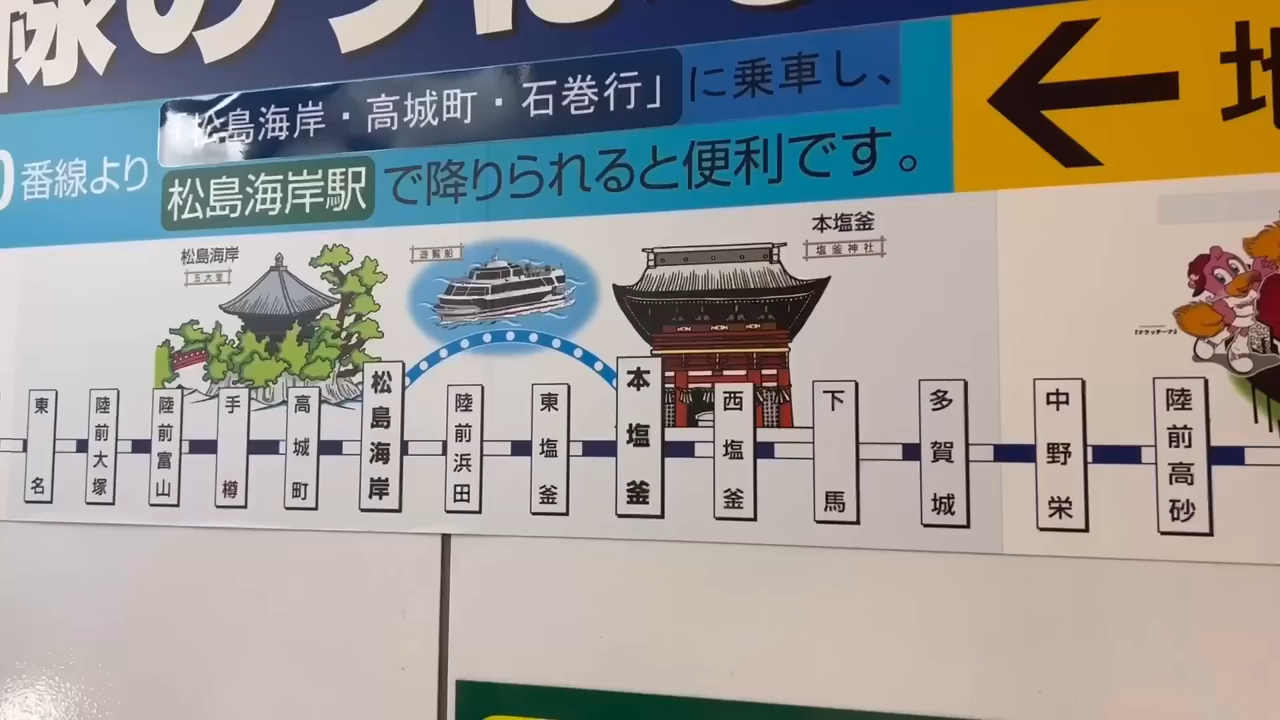 線のりば
「松島海岸・高城町・石巻行」に乗車し、
番線より 松島海岸駅 で降りられると便利です。
←
松島海岸
五大堂
遊覧船
本塩釜
塩釜神社
東名
陸前大塚
陸前富山
手樽
高城町
松島海岸
陸前浜田
東塩釜
本塩釜
西塩釜
下馬
多賀城
中野栄
陸前高砂